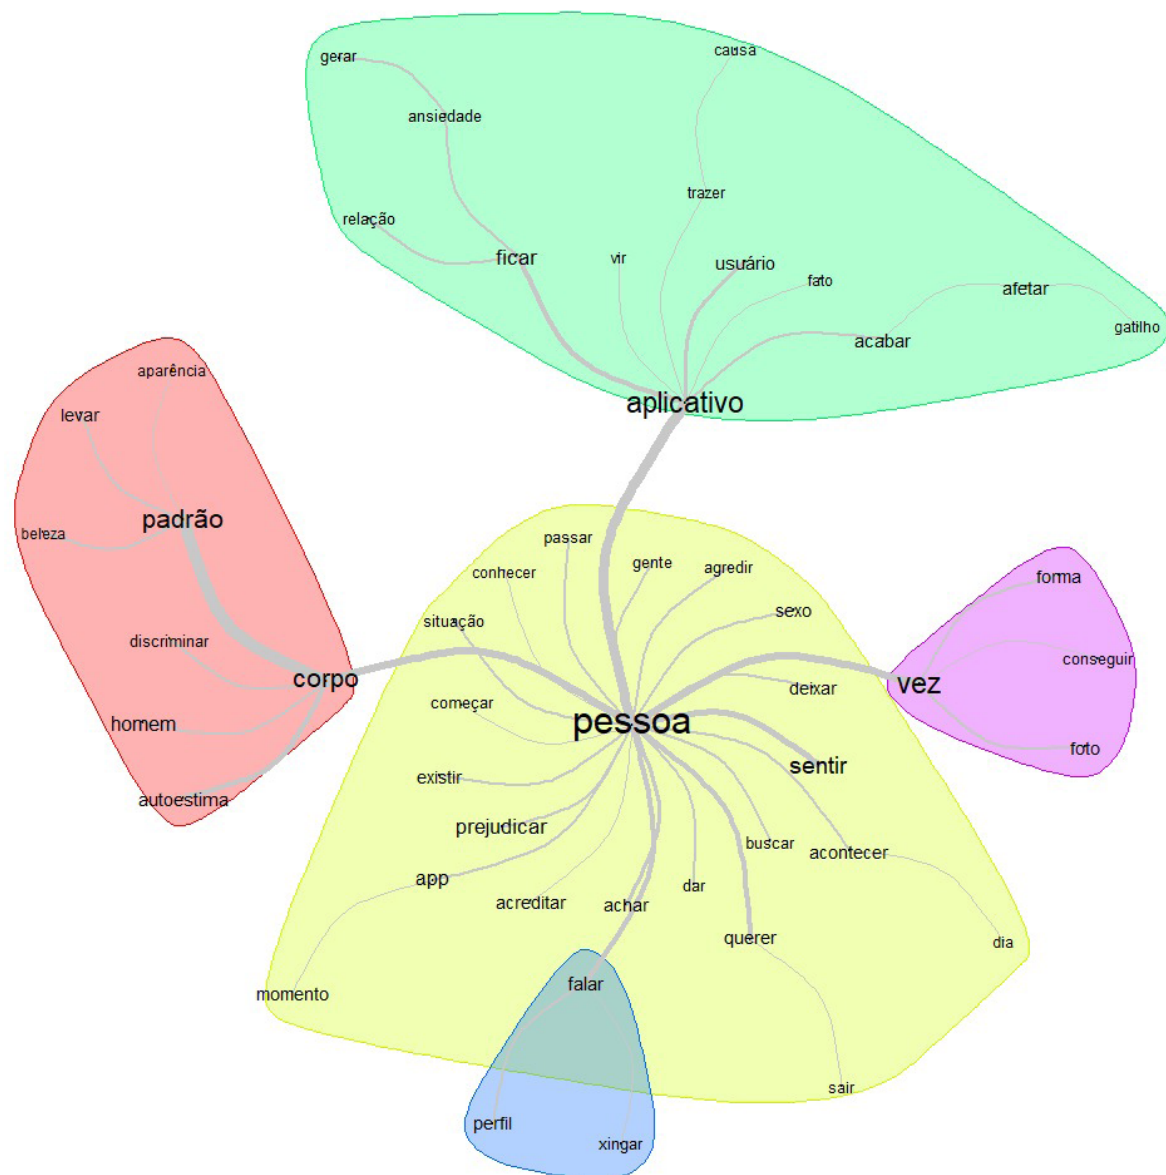 causa
gerar
ansiedade
trazer
relação
ficar
vir
usuário
fato
afetar
gatilho
acabar
aplicativo
aparência
levar
padrão
beleza
discriminar
corpo
homem
autoestima
passar
gente
agredir
conhecer
sexo
situação
deixar
começar
pessoa
sentir
existir
prejudicar
buscar
acontecer
app
dar
acreditar
achar
querer
dia
momento
sair
forma
conseguir
vez
foto
falar
perfil
xingar